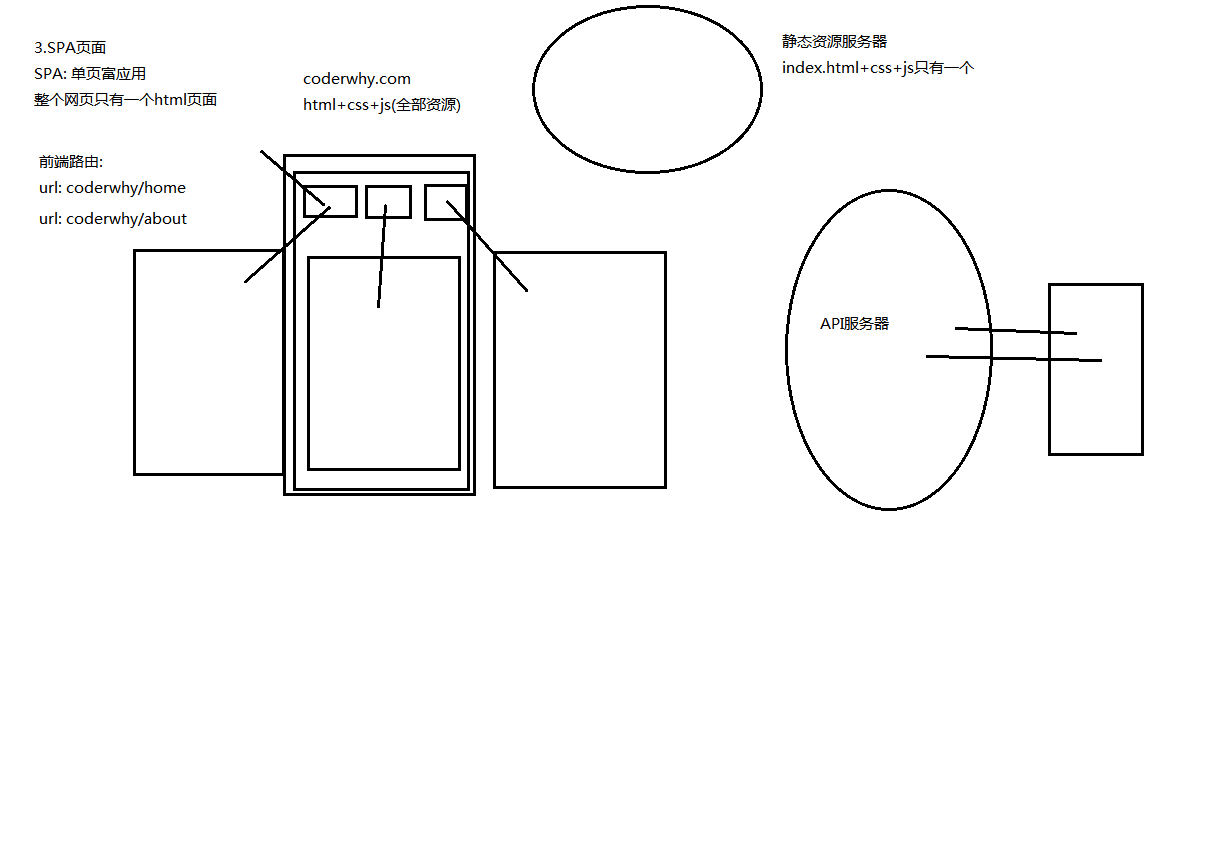 3.SPA页面
SPA: 单页富应用
整个网页只有一个html页面
coderwhy.com
html+css+js(全部资源)
静态资源服务器
index.html+css+js只有一个
前端路由:
url: coderwhy/home
url: coderwhy/about
API服务器